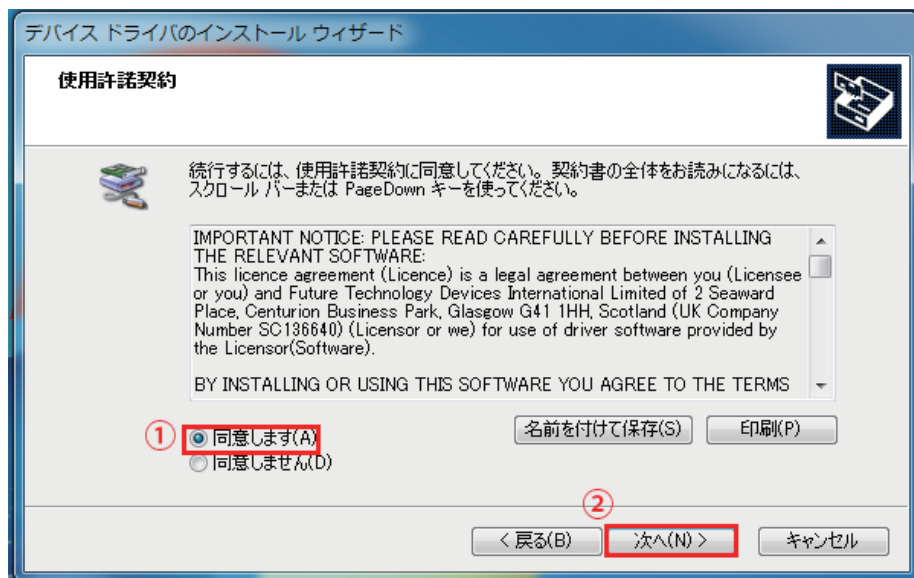 デバイス ドライバのインストール ウィザード
使用許諾契約
続行するには、使用許諾契約に同意してください。契約書の全体をお読みになるには、
スクロール バーまたは PageDown キーを使ってください。
IMPORTANT NOTICE: PLEASE READ CAREFULLY BEFORE INSTALLING
THE RELEVANT SOFTWARE:
This licence agreement (Licence) is a legal agreement between you (Licensee
or you) and Future Technology Devices International Limited of 2 Seaward
Place, Centurion Business Park, Glasgow G41 1HH, Scotland (UK Company
Number SC136640) (Licensor or we) for use of driver software provided by
the Licensor(Software).
BY INSTALLING OR USING THIS SOFTWARE YOU AGREE TO THE TERMS
① 同意します(A)
名前を付けて保存(S) 印刷(P)
同意しません(D)
②
< 戻る(B) 次へ(N) > キャンセル